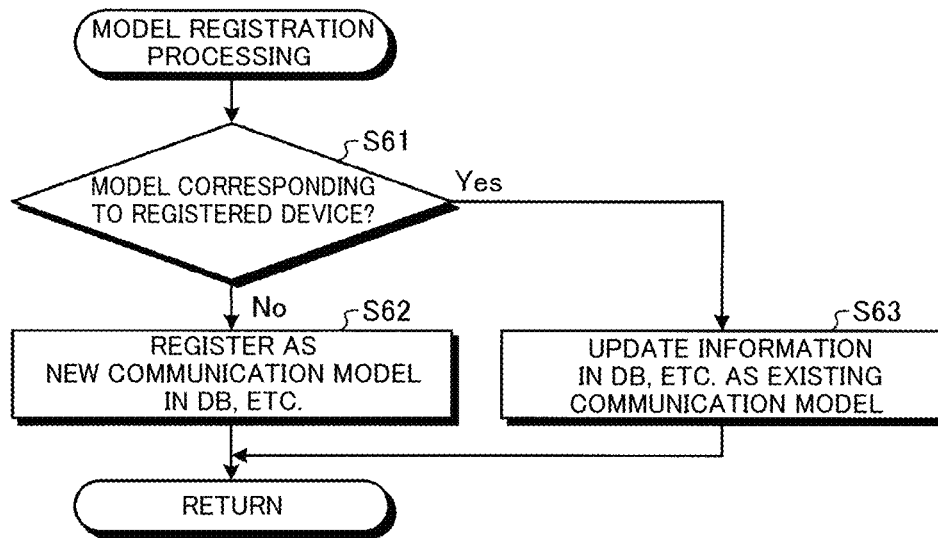 MODEL REGISTRATION
PROCESSING
S61
MODEL CORRESPONDING
TO REGISTERED DEVICE?
Yes
No
S62
REGISTER AS
NEW COMMUNICATION MODEL
IN DB, ETC.
S63
UPDATE INFORMATION
IN DB, ETC. AS EXISTING
COMMUNICATION MODEL
RETURN